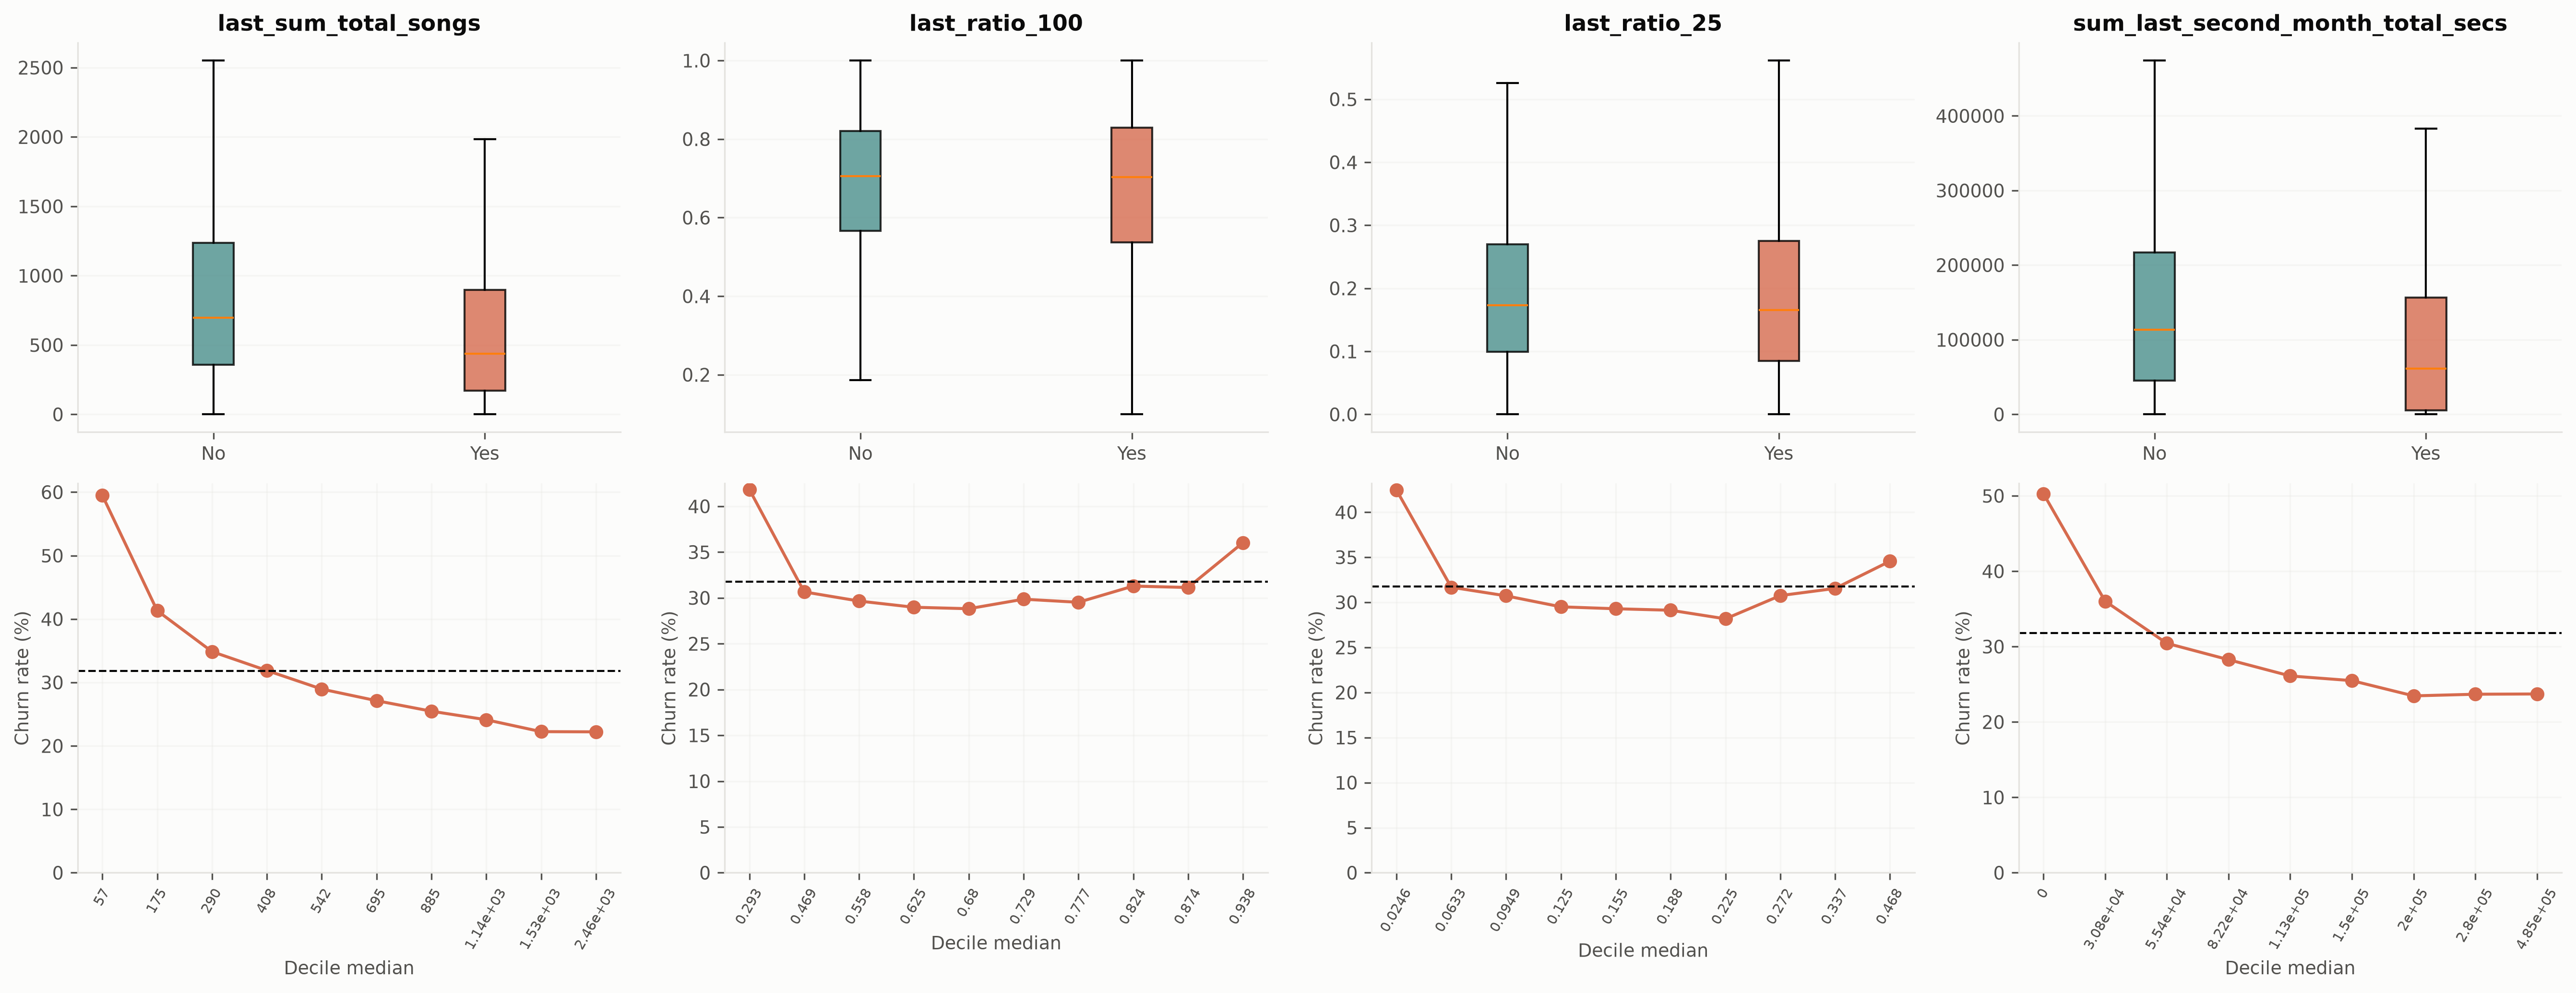 last_sum_total_songs
2500
2000
1500
1000
500
0
No
Yes
last_ratio_100
1.0
0.8
0.6
0.4
0.2
No
Yes
last_ratio_25
0.5
0.4
0.3
0.2
0.1
0.0
No
Yes
sum_last_second_month_total_secs
400000
300000
200000
100000
0
No
Yes
Churn rate (%)
60
50
40
30
20
10
0
57
175
290
408
542
695
885
1.14e+03
1.53e+03
2.46e+03
Decile median
Churn rate (%)
40
35
30
25
20
15
10
5
0
0.293
0.469
0.558
0.625
0.68
0.729
0.777
0.824
0.874
0.938
Decile median
Churn rate (%)
40
35
30
25
20
15
10
5
0
0.0246
0.0633
0.0949
0.125
0.155
0.188
0.225
0.272
0.337
0.468
Decile median
Churn rate (%)
50
40
30
20
10
0
0
3.08e+04
5.54e+04
8.22e+04
1.13e+05
1.5e+05
2e+05
2.8e+05
4.85e+05
Decile median